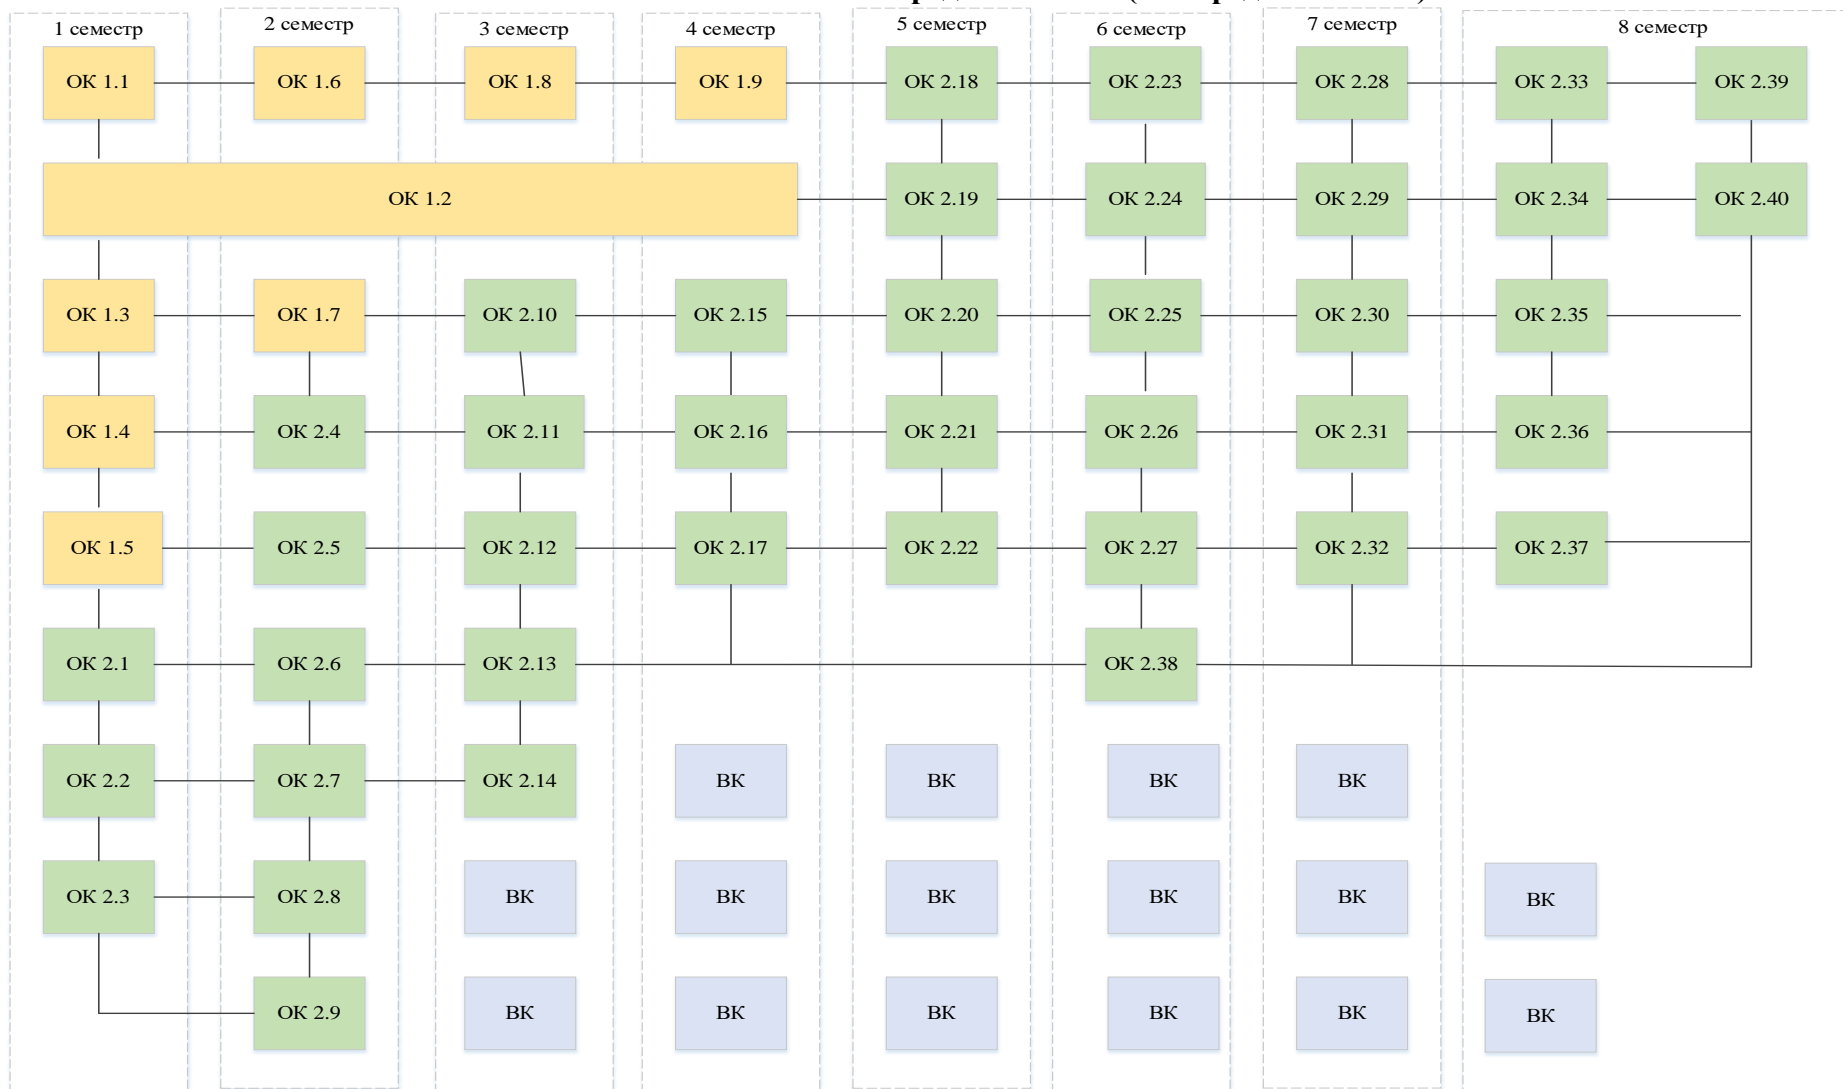 1 семестр
2 семестр
3 семестр
4 семестр
5 семестр
6 семестр
7 семестр
8 семестр
ОК 1.1
ОК 1.6
ОК 1.8
ОК 1.9
ОК 2.18
ОК 2.23
ОК 2.28
ОК 2.33
ОК 2.39
ОК 1.2
ОК 2.19
ОК 2.24
ОК 2.29
ОК 2.34
ОК 2.40
ОК 1.3
ОК 1.7
ОК 2.10
ОК 2.15
ОК 2.20
ОК 2.25
ОК 2.30
ОК 2.35
ОК 1.4
ОК 2.4
ОК 2.11
ОК 2.16
ОК 2.21
ОК 2.26
ОК 2.31
ОК 2.36
ОК 1.5
ОК 2.5
ОК 2.12
ОК 2.17
ОК 2.22
ОК 2.27
ОК 2.32
ОК 2.37
ОК 2.1
ОК 2.6
ОК 2.13
ОК 2.38
ОК 2.2
ОК 2.7
ОК 2.14
ВК
ВК
ВК
ВК
ОК 2.3
ОК 2.8
ВК
ВК
ВК
ВК
ВК
ВК
ОК 2.9
ВК
ВК
ВК
ВК
ВК
ВК